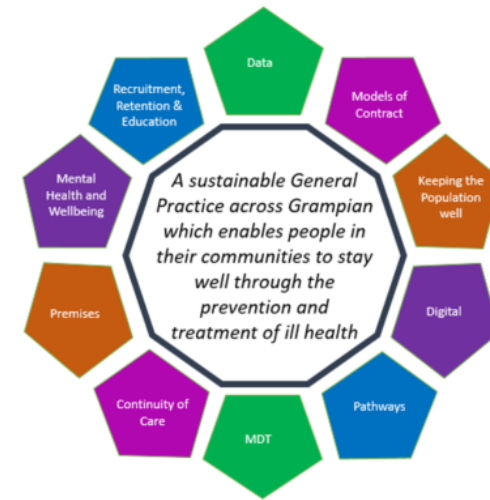 Data
Models of
Contract
Keeping the
Population
well
Digital
Pathways
MDT
Continuity of
Care
Premises
Mental
Health and
Wellbeing
Recruitment,
Retention &
Education
A sustainable General
Practice across Grampian
which enables people in
their communities to stay
well through the
prevention and
treatment of ill health